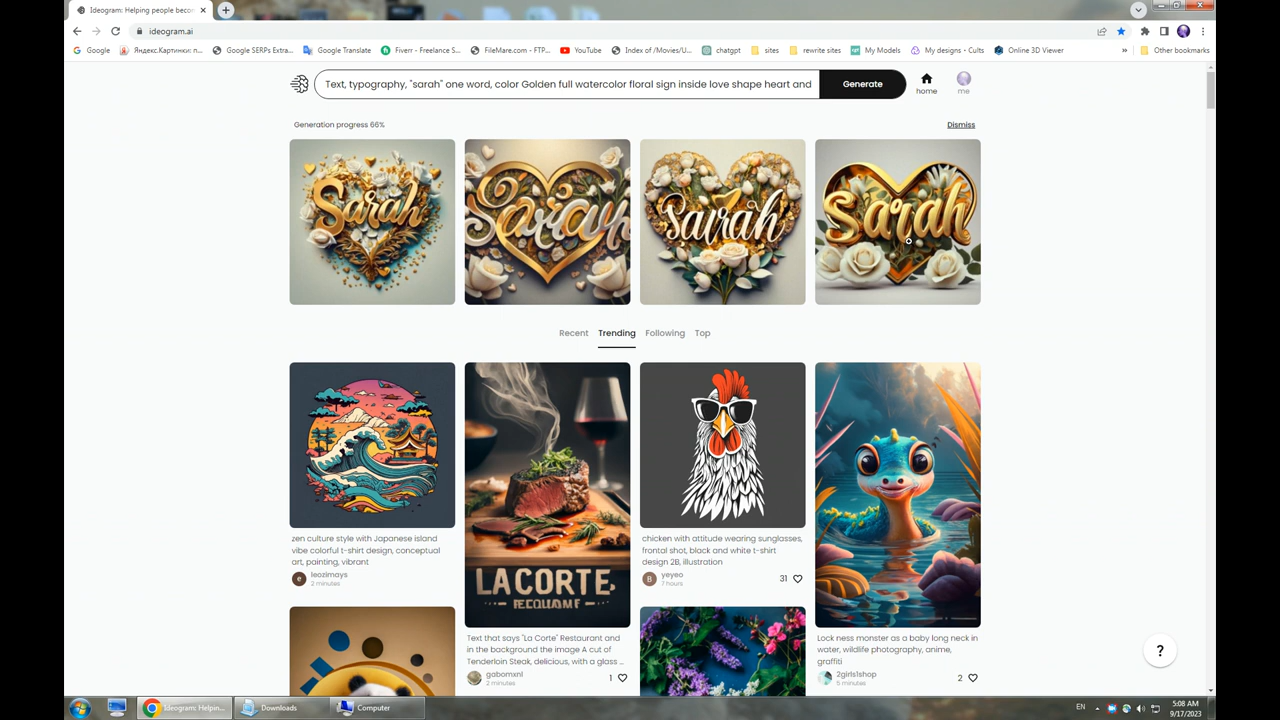 Ideogram: Helping people becor
ideogram.ai
Google
Яндекс.Картинки: п...
Google SERPs Extra...
Google Translate
Fiverr - Freelance S...
FileMare.com - FTP...
YouTube
Index of /Movies/U...
chatgpt
sites
rewrite sites
My Models
My designs - Cults
Online 3D Viewer
»
Other bookmarks
Text, typography, "sarah" one word, color Golden full watercolor floral sign inside love shape heart and
Generate
home
me
Generation progress 66%
Dismiss
Sarah
Sarah
Sarah
Recent
Trending
Following
Top
LACORTE
zen culture style with Japanese island
vibe colorful t-shirt design, conceptual
art, painting, vibrant
leozimays
2 minutes
Text that says "La Corte" Restaurant and
in the background the image A cut of
Tenderloin Steak, delicious, with a glass ...
gabomxnl
2 minutes
1
chicken with attitude wearing sunglasses,
frontal shot, black and white t-shirt
design 2B, illustration
B
yeyeo
7 hours
31
Lock ness monster as a baby long neck in
water, wildlife photography, anime,
graffiti
2girls1shop
5 minutes
2
?
Ideogram: Helpin...
Downloads
Computer
EN
5:08 AM
9/17/2023